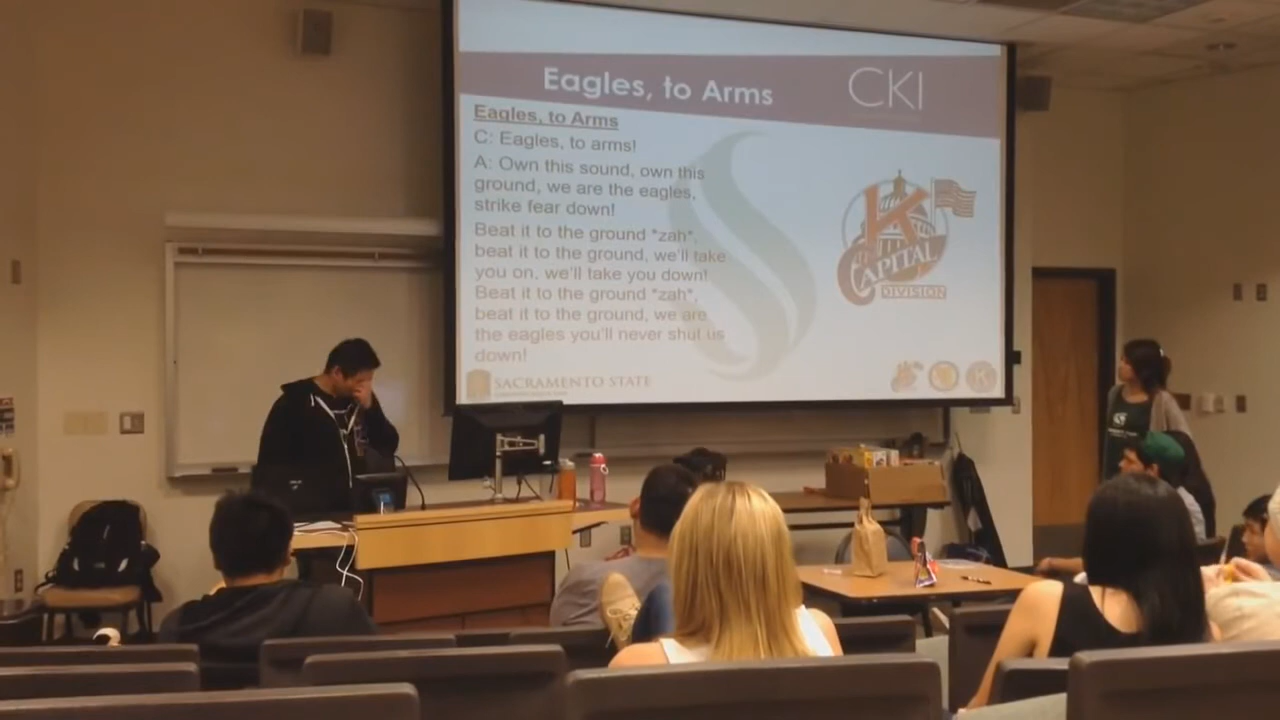 Eagles, to Arms
CKI
Eagles, to Arms
C: Eagles, to arms!
A: Own this sound, own this
ground, we are the eagles,
strike fear down!
Beat it to the ground *zah*,
beat it to the ground, we'll take
you on, we'll take you down!
Beat it to the ground *zah*,
beat it to the ground, we are
the eagles you'll never shut us
down!
K
CAPITAL
DIVISION
SACRAMENTO STATE